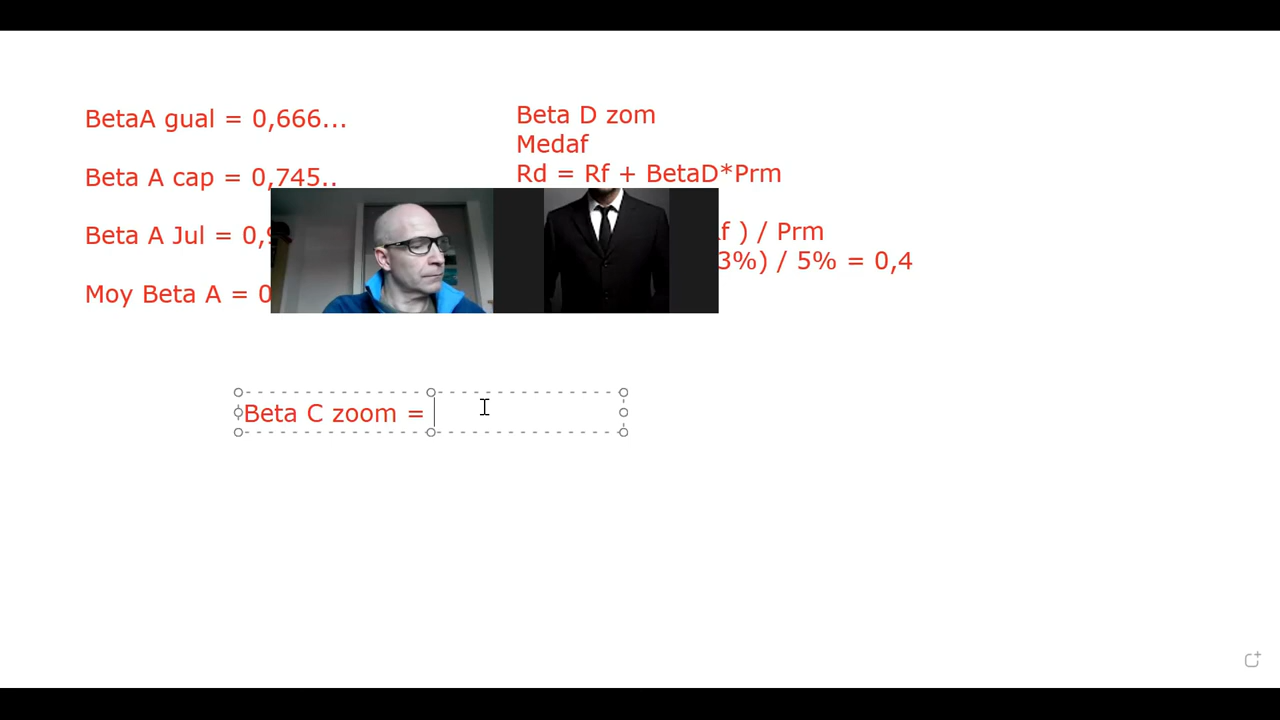 BetaA gual = 0,666...
Beta A cap = 0,745..
Beta A Jul = 0,
Moy Beta A = 0
Beta D zom
Medaf
Rd = Rf + BetaD*Prm
f ) / Prm
3%) / 5% = 0,4
Beta C zoom =